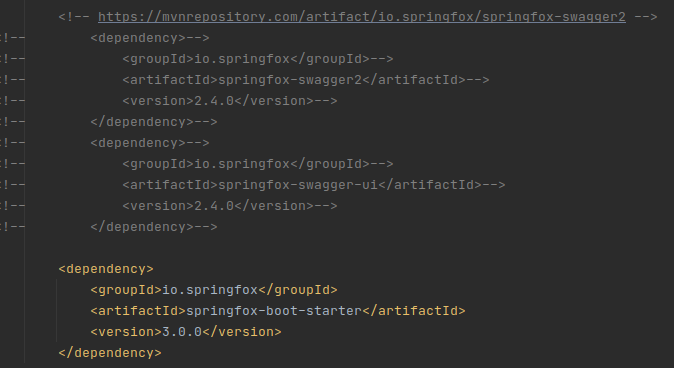 <!-- https://mvnrepository.com/artifact/io.springfox/springfox-swagger2 -->
<!-- <dependency>-->
<!-- <groupId>io.springfox</groupId>-->
<!-- <artifactId>springfox-swagger2</artifactId>-->
<!-- <version>2.4.0</version>-->
<!-- </dependency>-->
<!-- <dependency>-->
<!-- <groupId>io.springfox</groupId>-->
<!-- <artifactId>springfox-swagger-ui</artifactId>-->
<!-- <version>2.4.0</version>-->
<!-- </dependency>-->
<dependency>
<groupId>io.springfox</groupId>
<artifactId>springfox-boot-starter</artifactId>
<version>3.0.0</version>
</dependency>